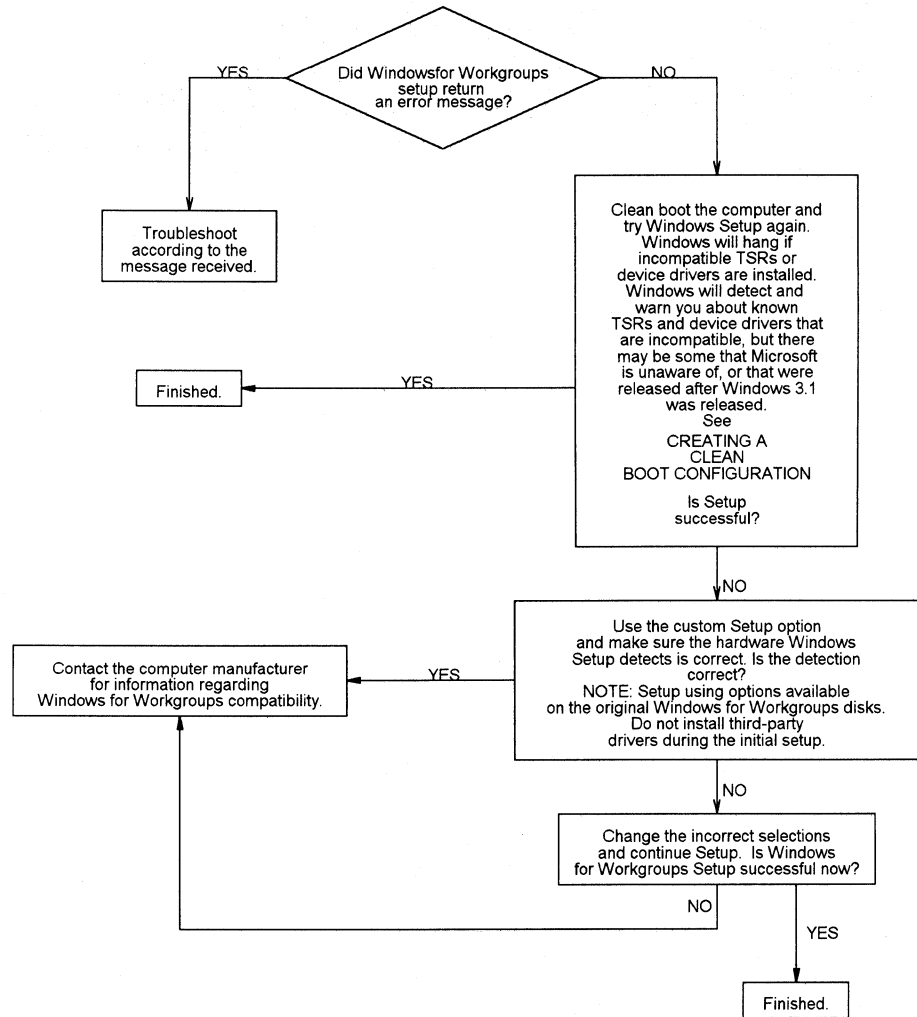 Did Windowsfor Workgroups
setup return
an error message?
YES
NO
Troubleshoot
according to the
message received.
Clean boot the computer and
try Windows Setup again.
Windows will hang if
incompatible TSRs or
device drivers are installed.
Windows will detect and
warn you about known
TSRs and device drivers that
are incompatible, but there
may be some that Microsoft
is unaware of, or that were
released after Windows 3.1
was released.
See
CREATING A
CLEAN
BOOT CONFIGURATION
Is Setup
successful?
YES
Finished.
NO
Use the custom Setup option
and make sure the hardware Windows
Setup detects is correct. Is the detection
correct?
NOTE: Setup using options available
on the original Windows for Workgroups disks.
Do not install third-party
drivers during the initial setup.
YES
Contact the computer manufacturer
for information regarding
Windows for Workgroups compatibility.
NO
Change the incorrect selections
and continue Setup. Is Windows
for Workgroups Setup successful now?
NO
YES
Finished.